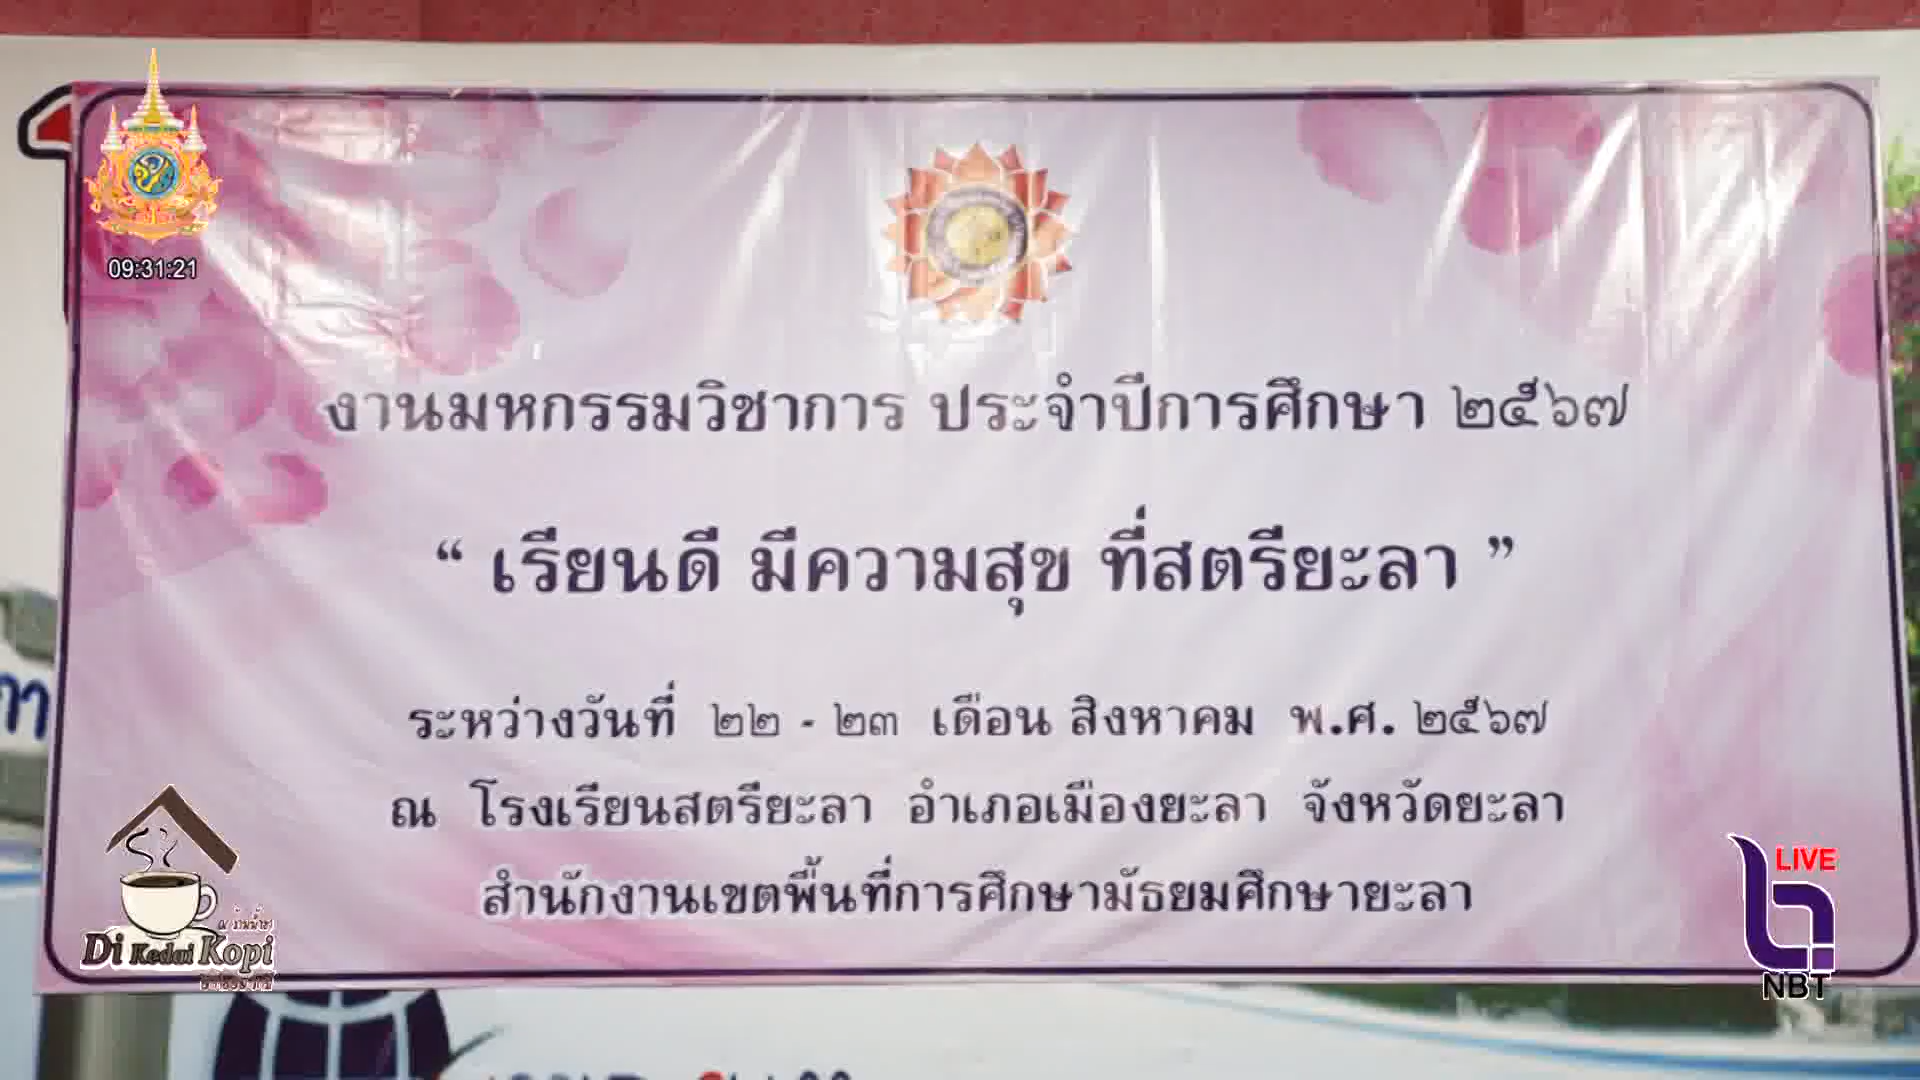 09:31:21
งานมหกรรมวิชาการ ประจำปีการศึกษา ๒๕๖๗
“ เรียนดี มีความสุข ที่สตรียะลา ”
ระหว่างวันที่ ๒๒ - ๒๓ เดือน สิงหาคม พ.ศ. ๒๕๖๗
ณ โรงเรียนสตรียะลา อำเภอเมืองยะลา จังหวัดยะลา
สำนักงานเขตพื้นที่การศึกษามัธยมศึกษายะลา
Di Kedai Kopi
LIVE
NBT